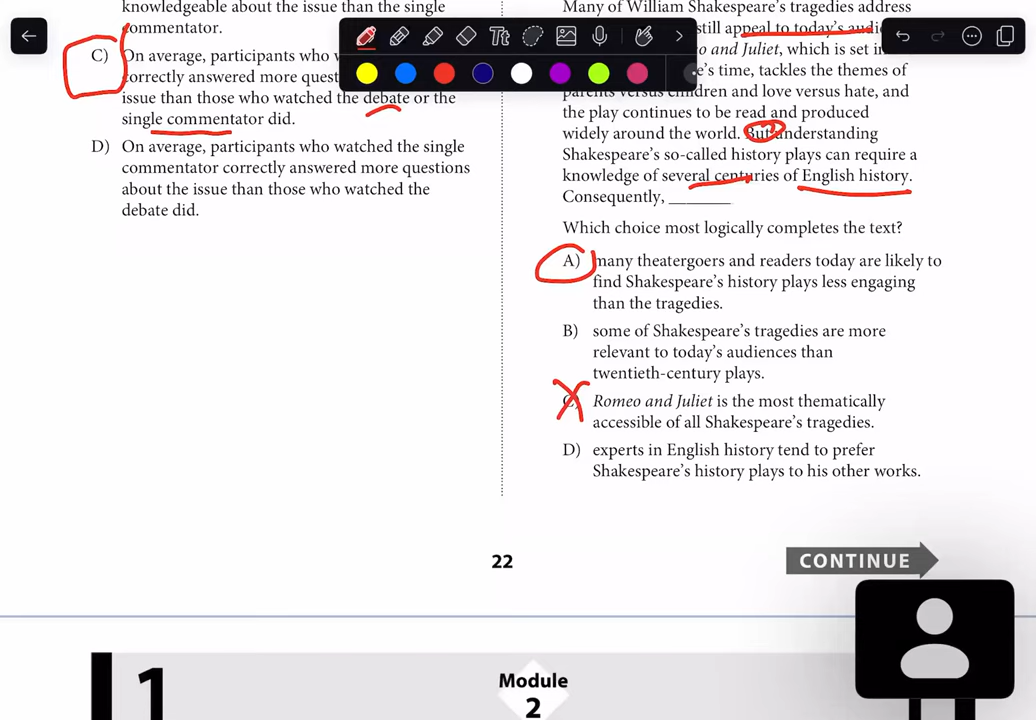 knowledgeable about the issue than the single
commentator.
C) On average, participants who
correctly answered more
issue than those who watched the debate or the
single commentator did.
D) On average, participants who watched the single
commentator correctly answered more questions
about the issue than those who watched the
debate did.
Many of William Shakespeare's tragedies address
still appeal to today's
and Juliet, which is set
time, tackles the themes of
parents versus children and love versus hate, and
the play continues to be read and produced
widely around the world. But understanding
Shakespeare's so-called history plays can require a
knowledge of several centuries of English history.
Consequently, ______
Which choice most logically completes the text?
A) many theatergoers and readers today are likely to
find Shakespeare's history plays less engaging
than the tragedies.
B) some of Shakespeare's tragedies are more
relevant to today's audiences than
twentieth-century plays.
C) Romeo and Juliet is the most thematically
accessible of all Shakespeare's tragedies.
D) experts in English history tend to prefer
Shakespeare's history plays to his other works.
22
CONTINUE
1
Module
2
Tt